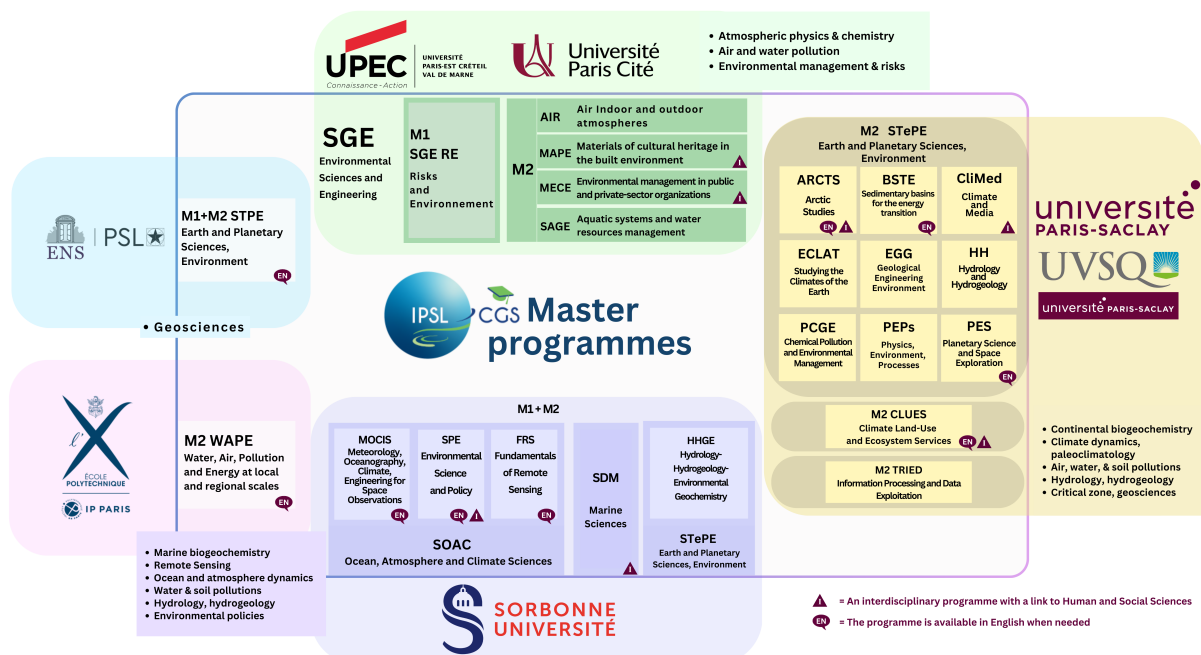 UPEC
Connaissance - Action
UNIVERSITÉ
PARIS-EST CRÉTEIL
VAL DE MARNE
Université
Paris Cité
• Atmospheric physics & chemistry
• Air and water pollution
• Environmental management & risks
SGE
Environmental
Sciences and
Engineering
M1
SGE RE
Risks
and
Environnement
M2
AIR
Air Indoor and outdoor
atmospheres
MAPE
Materials of cultural heritage in
the built environment
I
MECE
Environmental management in public
and private-sector organizations
I
SAGE
Aquatic systems and water
resources management
ENS
PSL
M1+M2 STPE
Earth and Planetary
Sciences,
Environment
EN
• Geosciences
IPSL
CGS
Master
programmes
l'X
ÉCOLE
POLYTECHNIQUE
IP PARIS
M2 WAPE
Water, Air, Pollution
and Energy at local
and regional scales
EN
• Marine biogeochemistry
• Remote Sensing
• Ocean and atmosphere dynamics
• Water & soil pollutions
• Hydrology, hydrogeology
• Environmental policies
M1 + M2
MOCIS
Meteorology,
Oceanography,
Climate,
Engineering for
Space
Observations
EN
SPE
Environmental
Science
and Policy
EN I
FRS
Fundamentals
of Remote
Sensing
EN
SOAC
Ocean, Atmosphere and Climate Sciences
SDM
Marine
Sciences
I
HHGE
Hydrology-
Hydrogeology-
Environmental
Geochemistry
STePE
Earth and Planetary
Sciences, Environment
S
SORBONNE
UNIVERSITÉ
M2 STePE
Earth and Planetary Sciences,
Environment
ARCTS
Arctic
Studies
EN I
BSTE
Sedimentary basins
for the energy
transition
EN
CliMed
Climate
and
Media
I
ECLAT
Studying the
Climates of the
Earth
EGG
Geological
Engineering
Environment
HH
Hydrology
and
Hydrogeology
PCGE
Chemical Pollution
and Environmental
Management
PEPs
Physics,
Environment,
Processes
PES
Planetary Science
and Space
Exploration
EN
M2 CLUES
Climate Land-Use
and Ecosystem Services
EN I
M2 TRIED
Information Processing and Data
Exploitation
université
PARIS-SACLAY
UVSQ
université PARIS-SACLAY
• Continental biogeochemistry
• Climate dynamics,
paleoclimatology
• Air, water, & soil pollutions
• Hydrology, hydrogeology
• Critical zone, geosciences
I = An interdisciplinary programme with a link to Human and Social Sciences
EN = The programme is available in English when needed